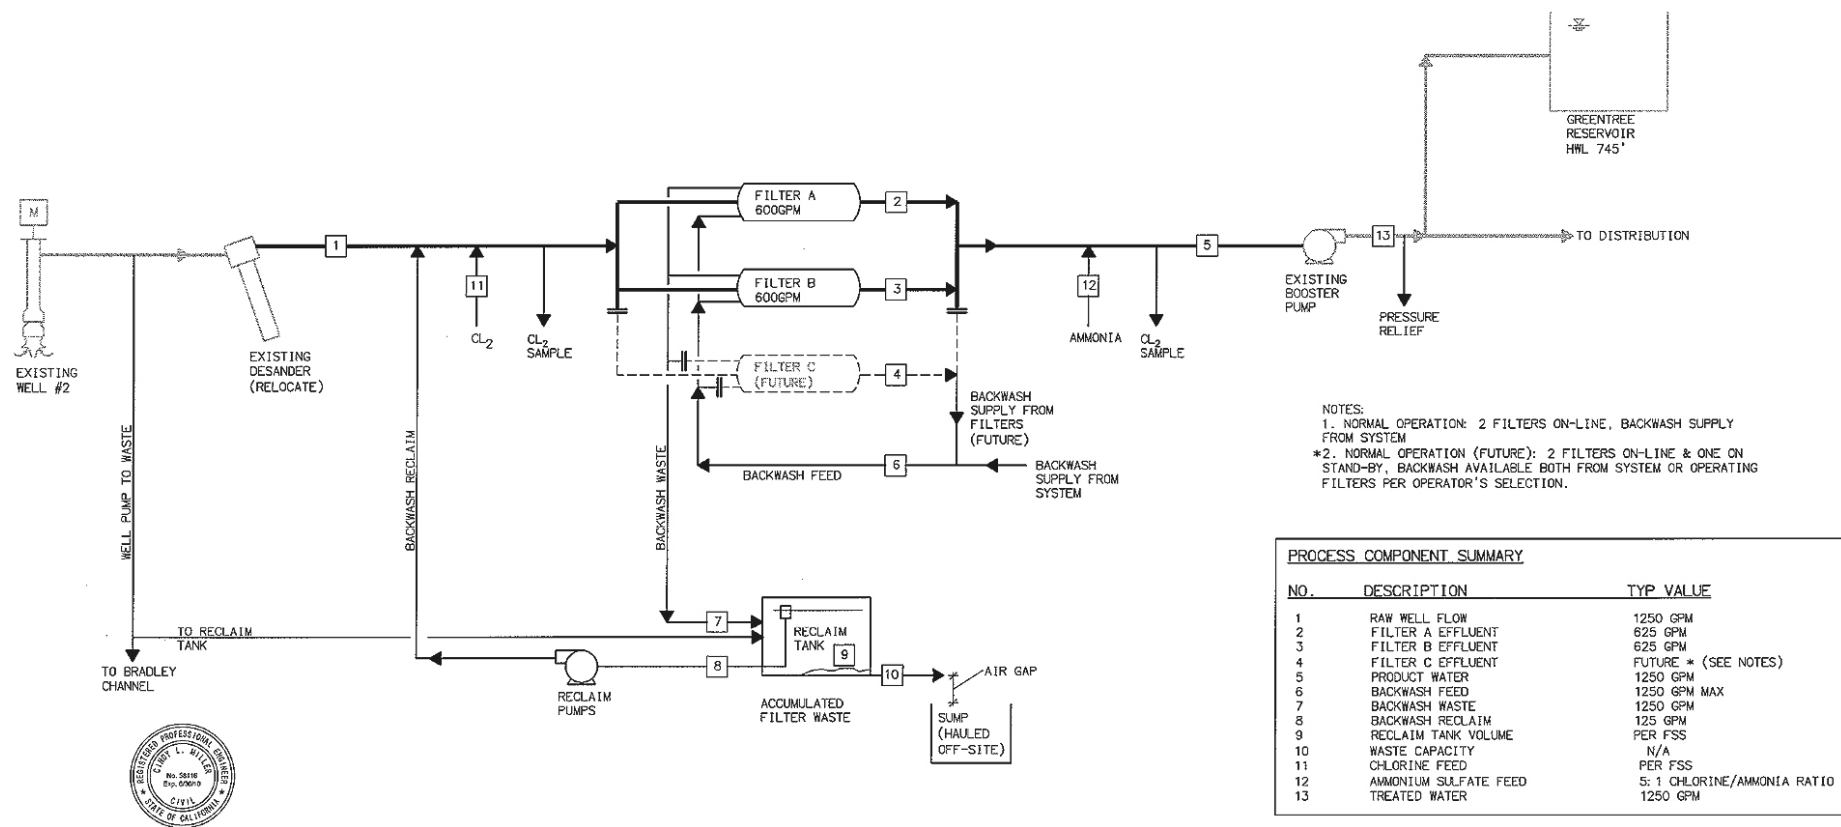 M
EXISTING
WELL #2
WELL PUMP TO WASTE
TO BRADLEY
CHANNEL
TO RECLAIM
TANK
EXISTING
DESANDER
(RELOCATE)
1
BACKWASH RECLAIM
11
CL2
CL2
SAMPLE
FILTER A
600GPM
2
FILTER B
600GPM
3
FILTER C
(FUTURE)
4
BACKWASH
SUPPLY FROM
FILTERS
(FUTURE)
BACKWASH FEED
6
BACKWASH
SUPPLY FROM
SYSTEM
BACKWASH WASTE
7
RECLAIM
TANK
9
8
10
RECLAIM
PUMPS
ACCUMULATED
FILTER WASTE
AIR GAP
SUMP
(HAULED
OFF-SITE)
12
AMMONIA
CL2
SAMPLE
5
EXISTING
BOOSTER
PUMP
13
PRESSURE
RELIEF
TO DISTRIBUTION
GREENTREE
RESERVOIR
HWL 745'
NOTES:
1. NORMAL OPERATION: 2 FILTERS ON-LINE, BACKWASH SUPPLY
FROM SYSTEM
*2. NORMAL OPERATION (FUTURE): 2 FILTERS ON-LINE & ONE ON
STAND-BY, BACKWASH AVAILABLE BOTH FROM SYSTEM OR OPERATING
FILTERS PER OPERATOR'S SELECTION.
PROCESS COMPONENT SUMMARY
NO. DESCRIPTION TYP VALUE
1 RAW WELL FLOW 1250 GPM
2 FILTER A EFFLUENT 625 GPM
3 FILTER B EFFLUENT 625 GPM
4 FILTER C EFFLUENT FUTURE * (SEE NOTES)
5 PRODUCT WATER 1250 GPM
6 BACKWASH FEED 1250 GPM MAX
7 BACKWASH WASTE 1250 GPM
8 BACKWASH RECLAIM 125 GPM
9 RECLAIM TANK VOLUME PER FSS
10 WASTE CAPACITY N/A
11 CHLORINE FEED PER FSS
12 AMMONIUM SULFATE FEED 5:1 CHLORINE/AMMONIA RATIO
13 TREATED WATER 1250 GPM
REGISTERED PROFESSIONAL ENGINEER
CINDY L. MILLER
CIVIL
STATE OF CALIFORNIA